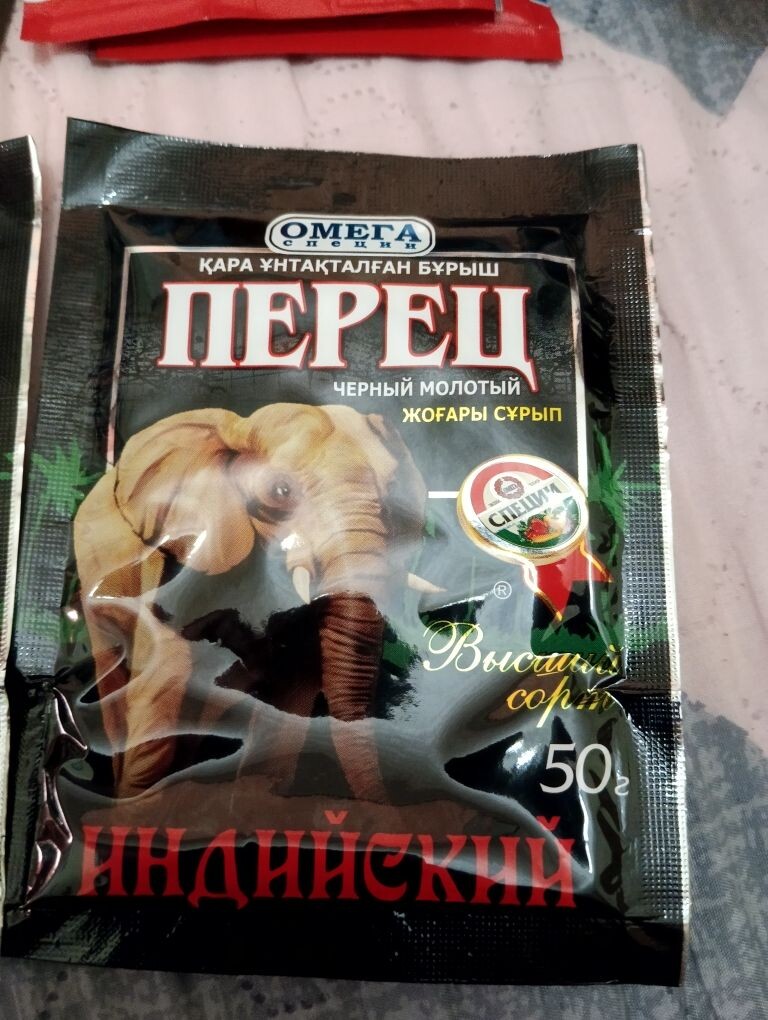 ОМЕГА
специи
ҚАРА ҰНТАҚТАЛҒАН БҰРЫШ
ПЕРЕЦ
ЧЕРНЫЙ МОЛОТЫЙ
ЖОҒАРЫ СҰРЫП
СПЕЦИИ
®
Высший
сорт
50г
ИНДИЙСКИЙ